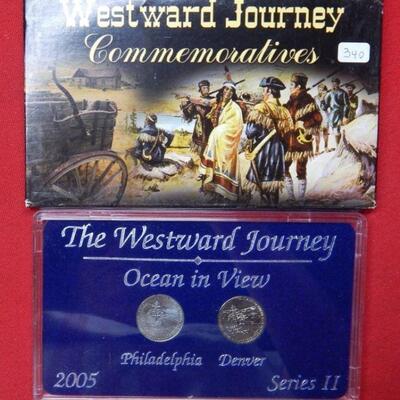 Westward Journey
Commemoratives
340
The Westward Journey
Ocean in View
Philadelphia Denver
2005 Series II